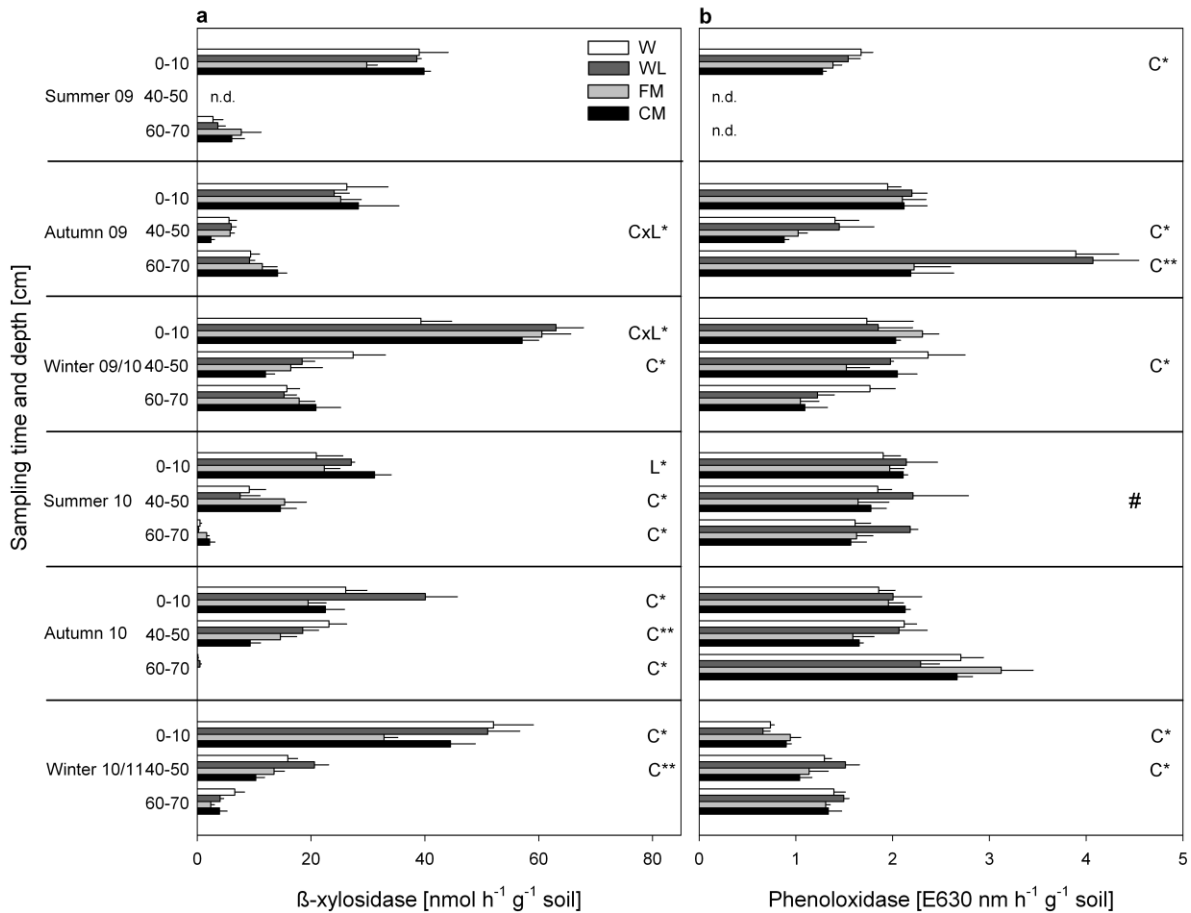 a
b
W
WL
FM
CM
0-10
C*
Summer 09 40-50
n.d.
n.d.
60-70
n.d.
0-10
Autumn 09 40-50
CxL*
C*
60-70
C**
0-10
CxL*
Winter 09/10 40-50
C*
C*
60-70
0-10
L*
Summer 10 40-50
C*
#
60-70
C*
0-10
C*
Autumn 10 40-50
C**
60-70
C*
0-10
C*
C*
Winter 10/11 40-50
C**
C*
60-70
Sampling time and depth [cm]
0 20 40 60 80
0 1 2 3 4 5
ß-xylosidase [nmol h⁻¹ g⁻¹ soil]
Phenoloxidase [E630 nm h⁻¹ g⁻¹ soil]